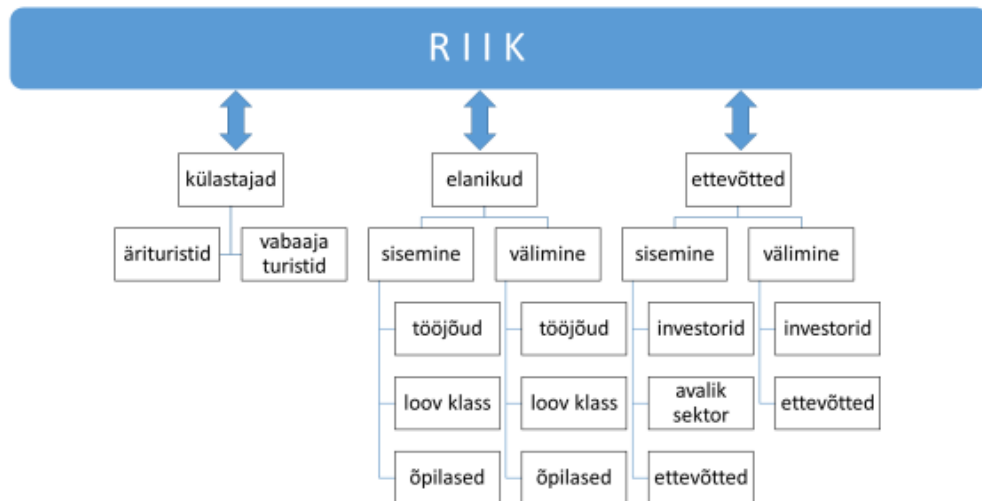 R I I K
külastajad
elanikud
ettevõtted
ärituristid
vabaaja
turistid
sisemine
välimine
sisemine
välimine
tööjõud
tööjõud
investorid
investorid
loov klass
loov klass
avalik
sektor
ettevõtted
õpilased
õpilased
ettevõtted